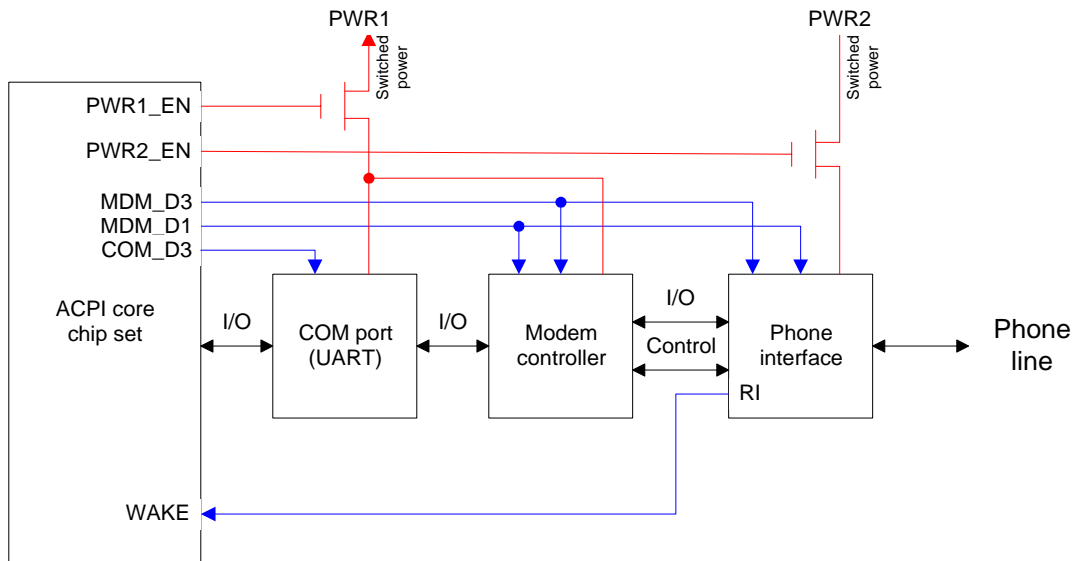 PWR1
PWR2
Switched
power
Switched
power
PWR1_EN
PWR2_EN
MDM_D3
MDM_D1
COM_D3
ACPI core
chip set
I/O
COM port
(UART)
I/O
Modem
controller
I/O
Control
Phone
interface
RI
Phone
line
WAKE